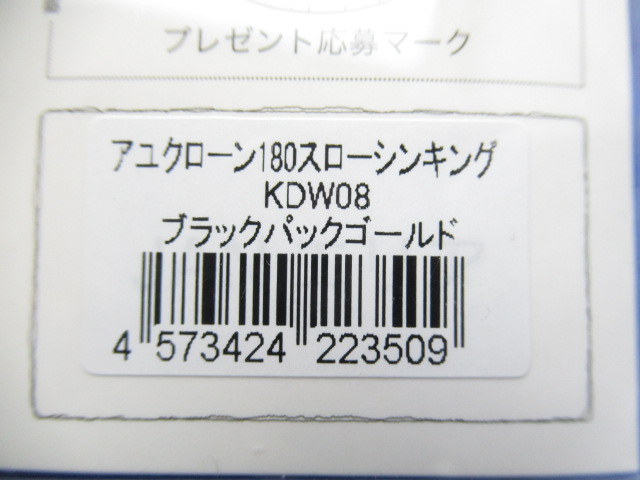 プレゼント応募マーク
アユクローン180スローシンキング
KDW08
ブラックパックゴールド
4 573424 223509